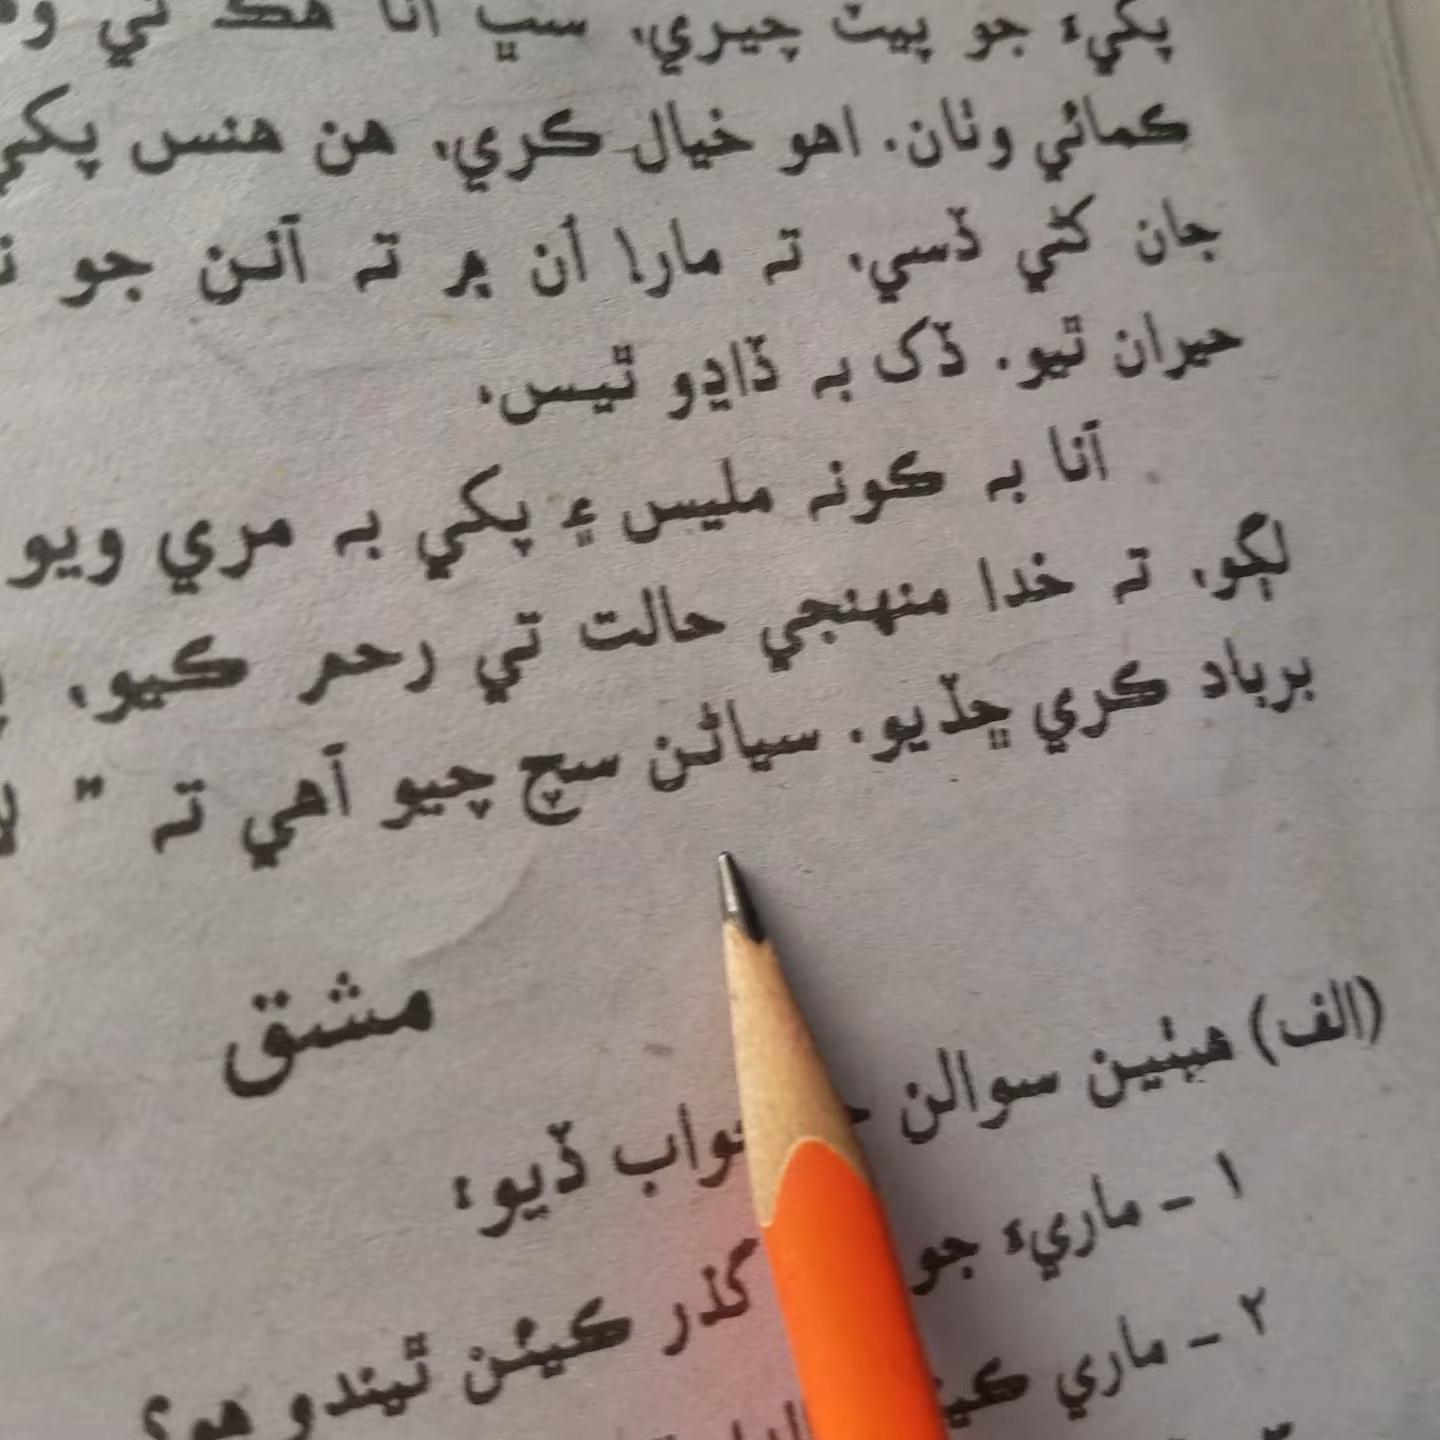 پکيءَ جو پيٽ چيري، سڀ آنا هڪ ئي
ڪمائي وٺان. اهو خيال ڪري، هن هنس پکي
جان کڻي ڏسي، ته مارا! اُن ۾ ته آنن جو
حيران ٿيو. ڏک به ڏاڍو ٿيس.
آنا به ڪونه مليس ۽ پکي به مري ويو
لڳو، ته خدا منهنجي حالت تي رحم ڪيو،
برباد ڪري ڇڏيو. سياڻن سچ چيو آهي ته ”
مشق
(الف) هيٺين سوالن جواب ڏيو:
١ - ماريءَ جو گذر ڪيئن ٿيندو هو؟
٢ - ماري